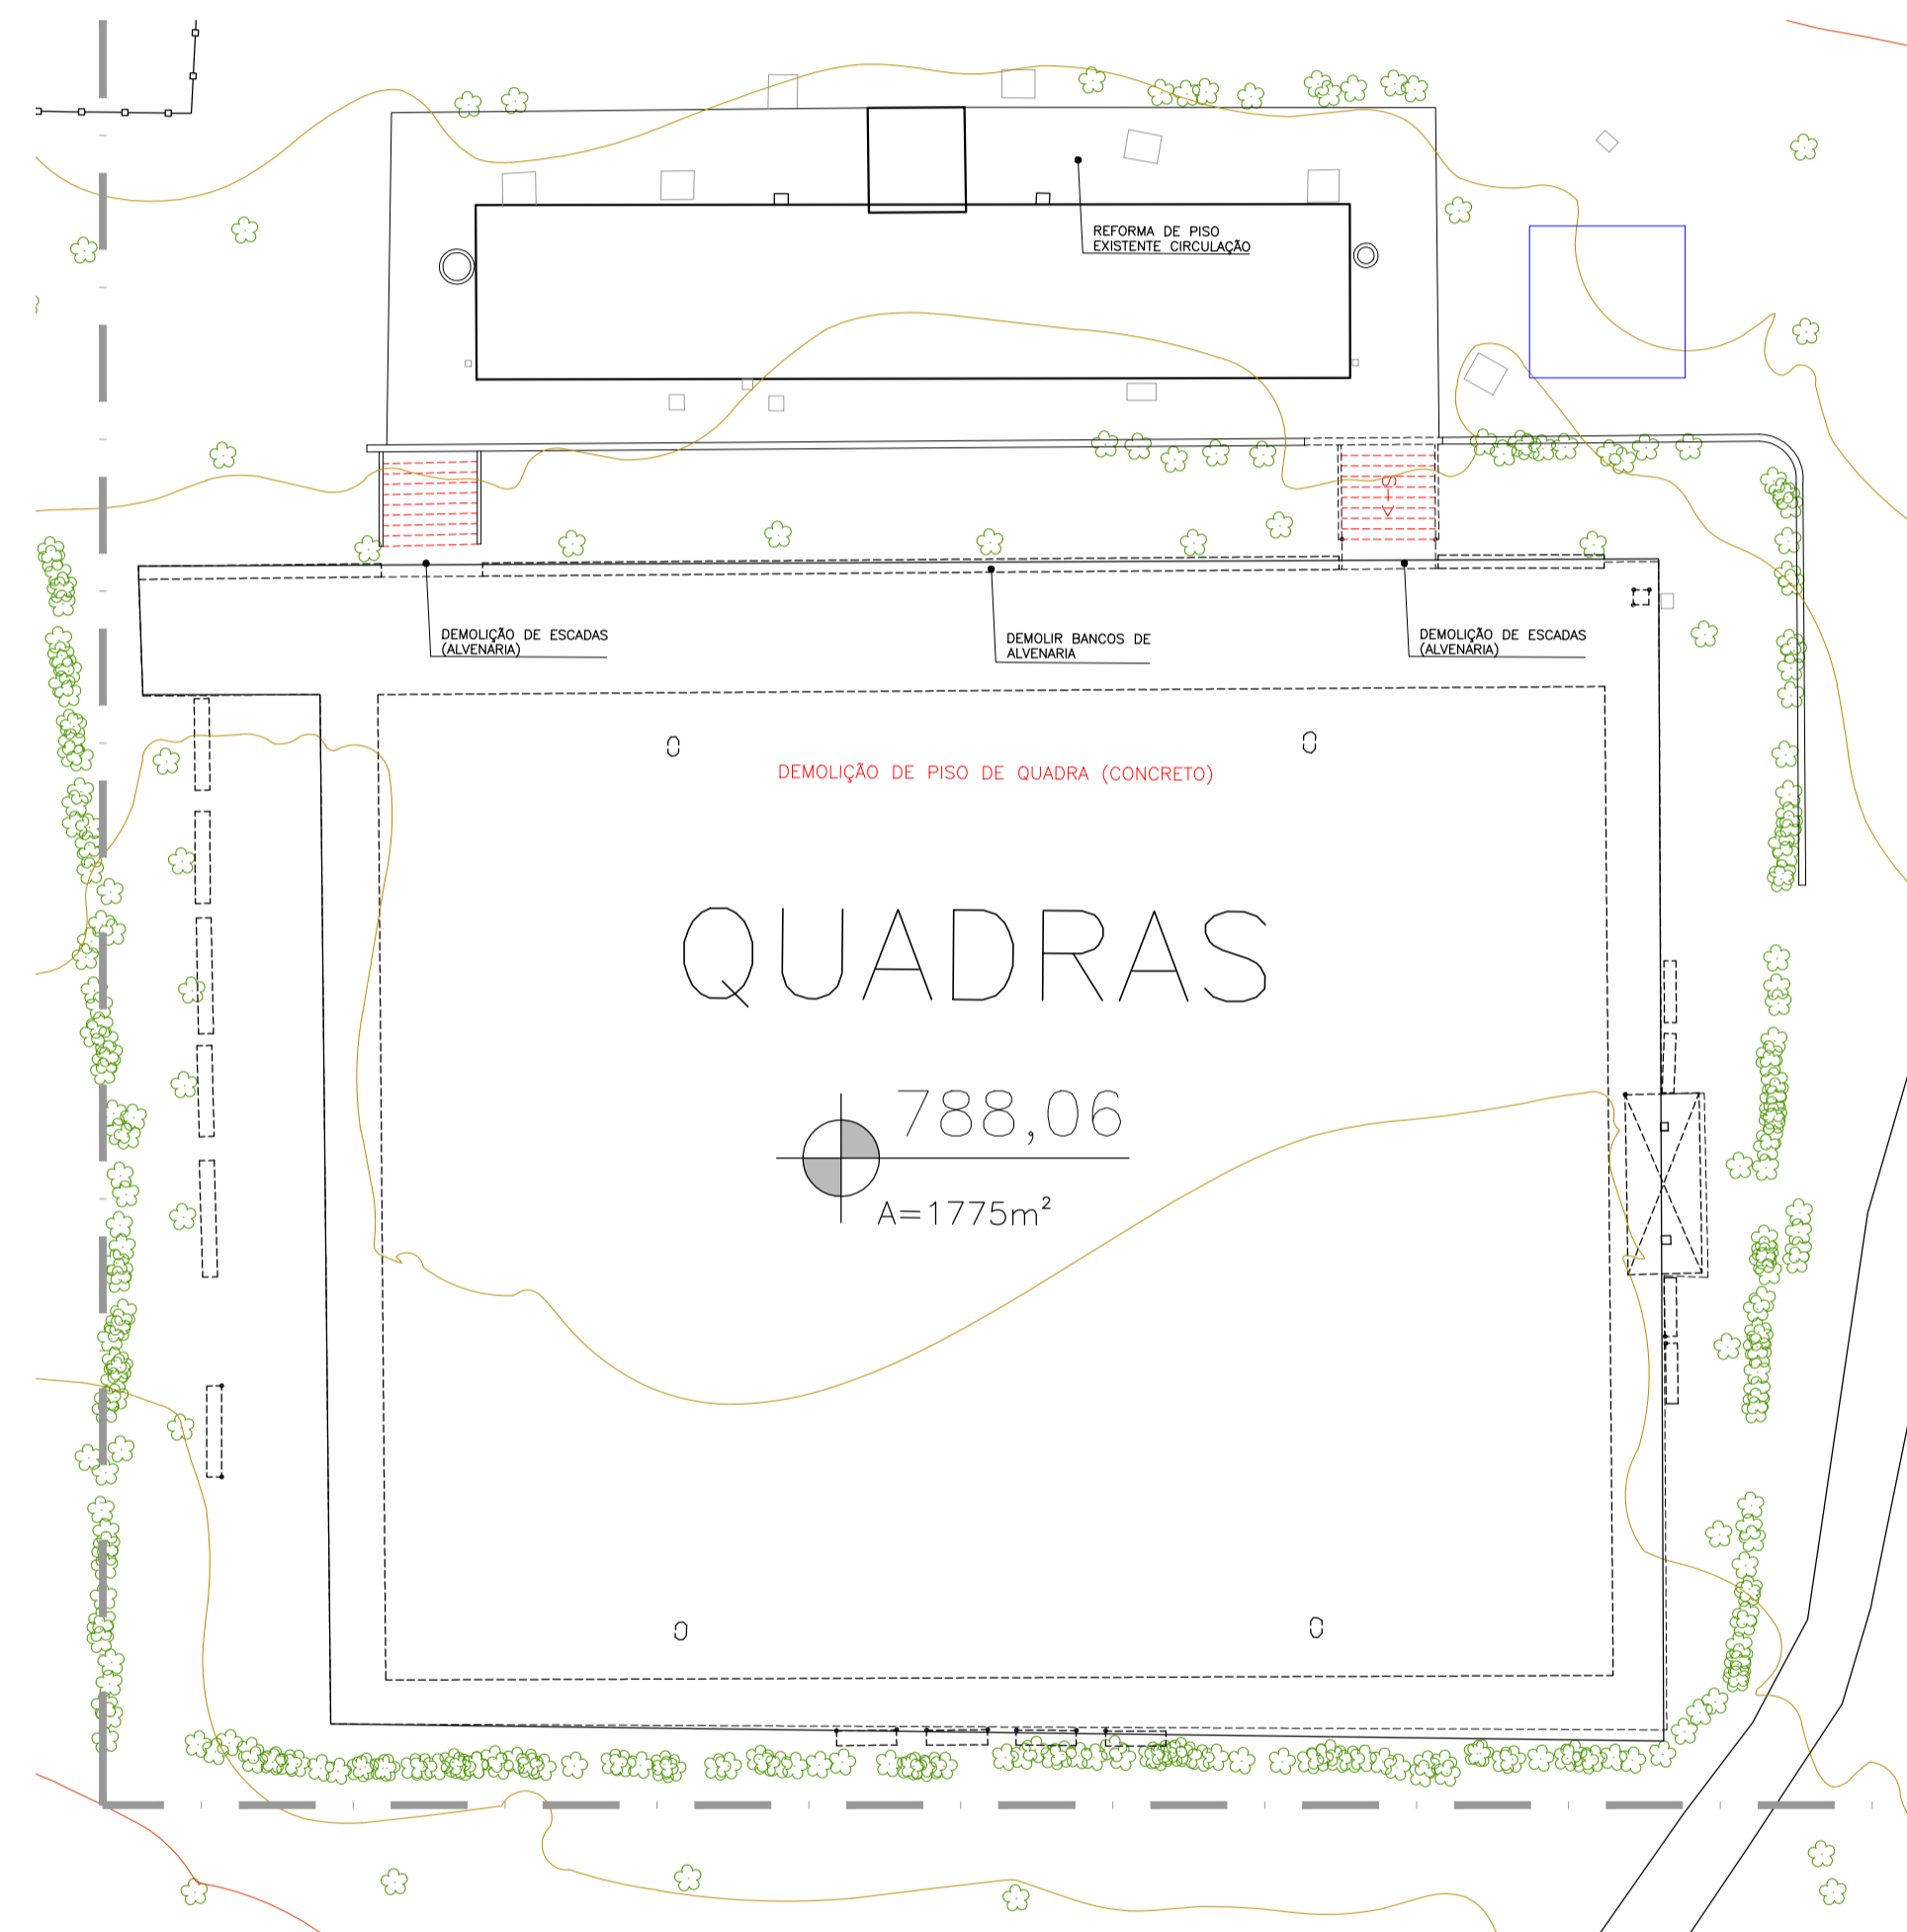 REFORMA DE PISO
EXISTENTE CIRCULAÇÃO
S
DEMOLIÇÃO DE ESCADAS
(ALVENARIA)
DEMOLIR BANCOS DE
ALVENARIA
DEMOLIÇÃO DE ESCADAS
(ALVENARIA)
DEMOLIÇÃO DE PISO DE QUADRA (CONCRETO)
QUADRAS
788,06
A=1775m²